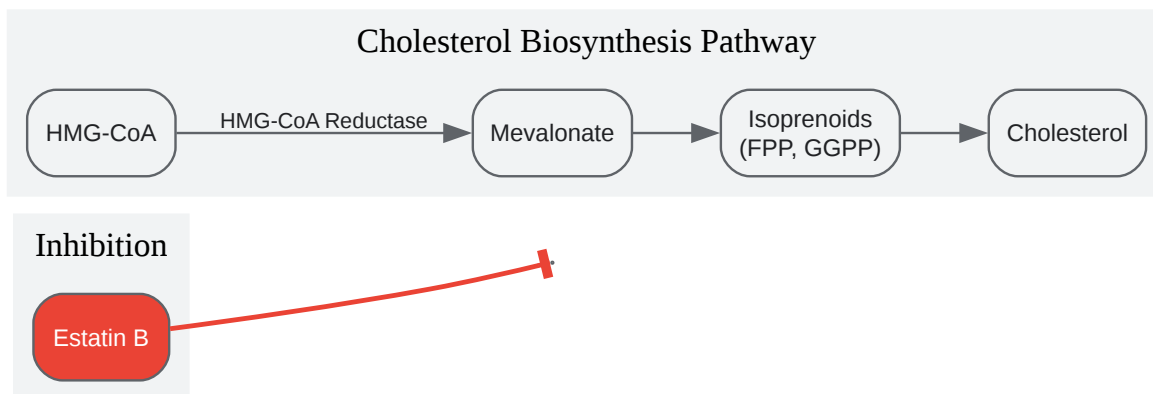 Cholesterol Biosynthesis Pathway
HMG-CoA
HMG-CoA Reductase
Mevalonate
Isoprenoids
(FPP, GGPP)
Cholesterol
Inhibition
Estatin B